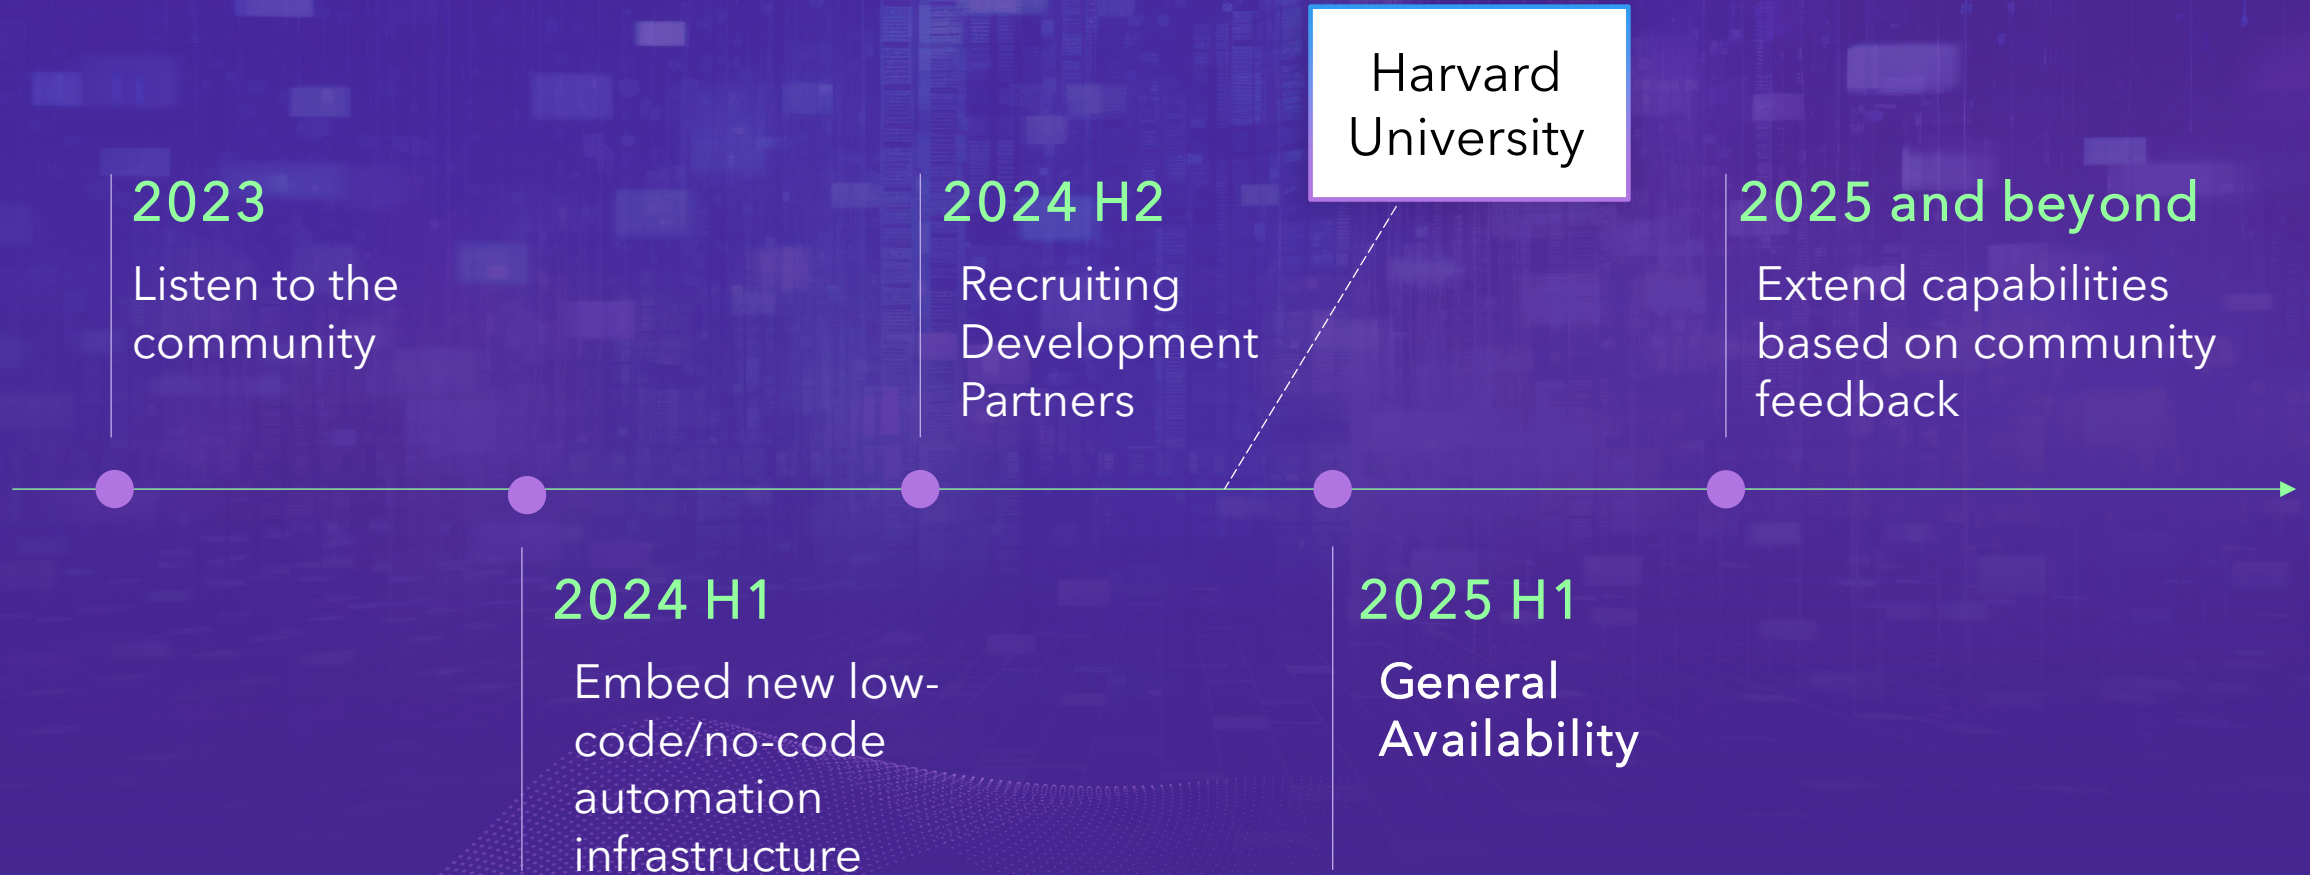 Harvard
University
2023
Listen to the
community
2024 H1
Embed new low-
code/no-code
automation
infrastructure
2024 H2
Recruiting
Development
Partners
2025 H1
General
Availability
2025 and beyond
Extend capabilities
based on community
feedback